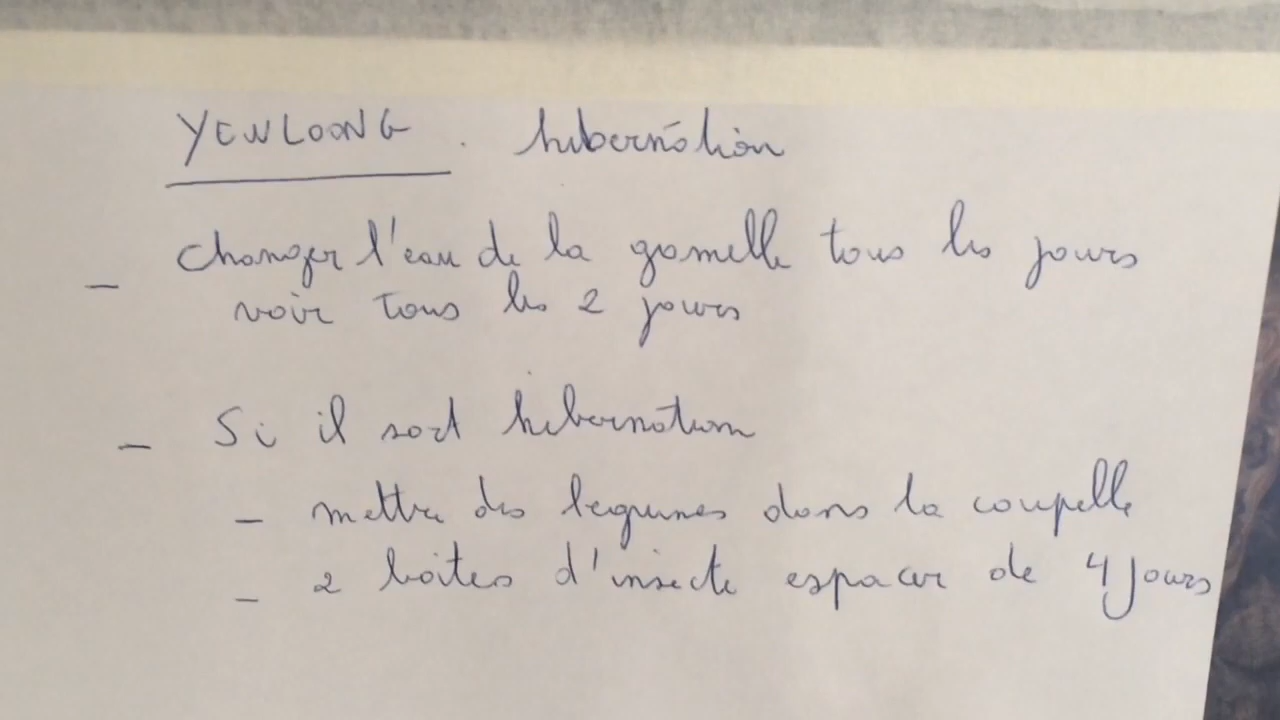 YENLOONG. hibernation
- Changer l'eau de la gamelle tous les jours
voir tous les 2 jours
- Si il sort hibernation
- mettre des legumes dans la coupelle
- 2 boites d'insecte espacer de 4 jours